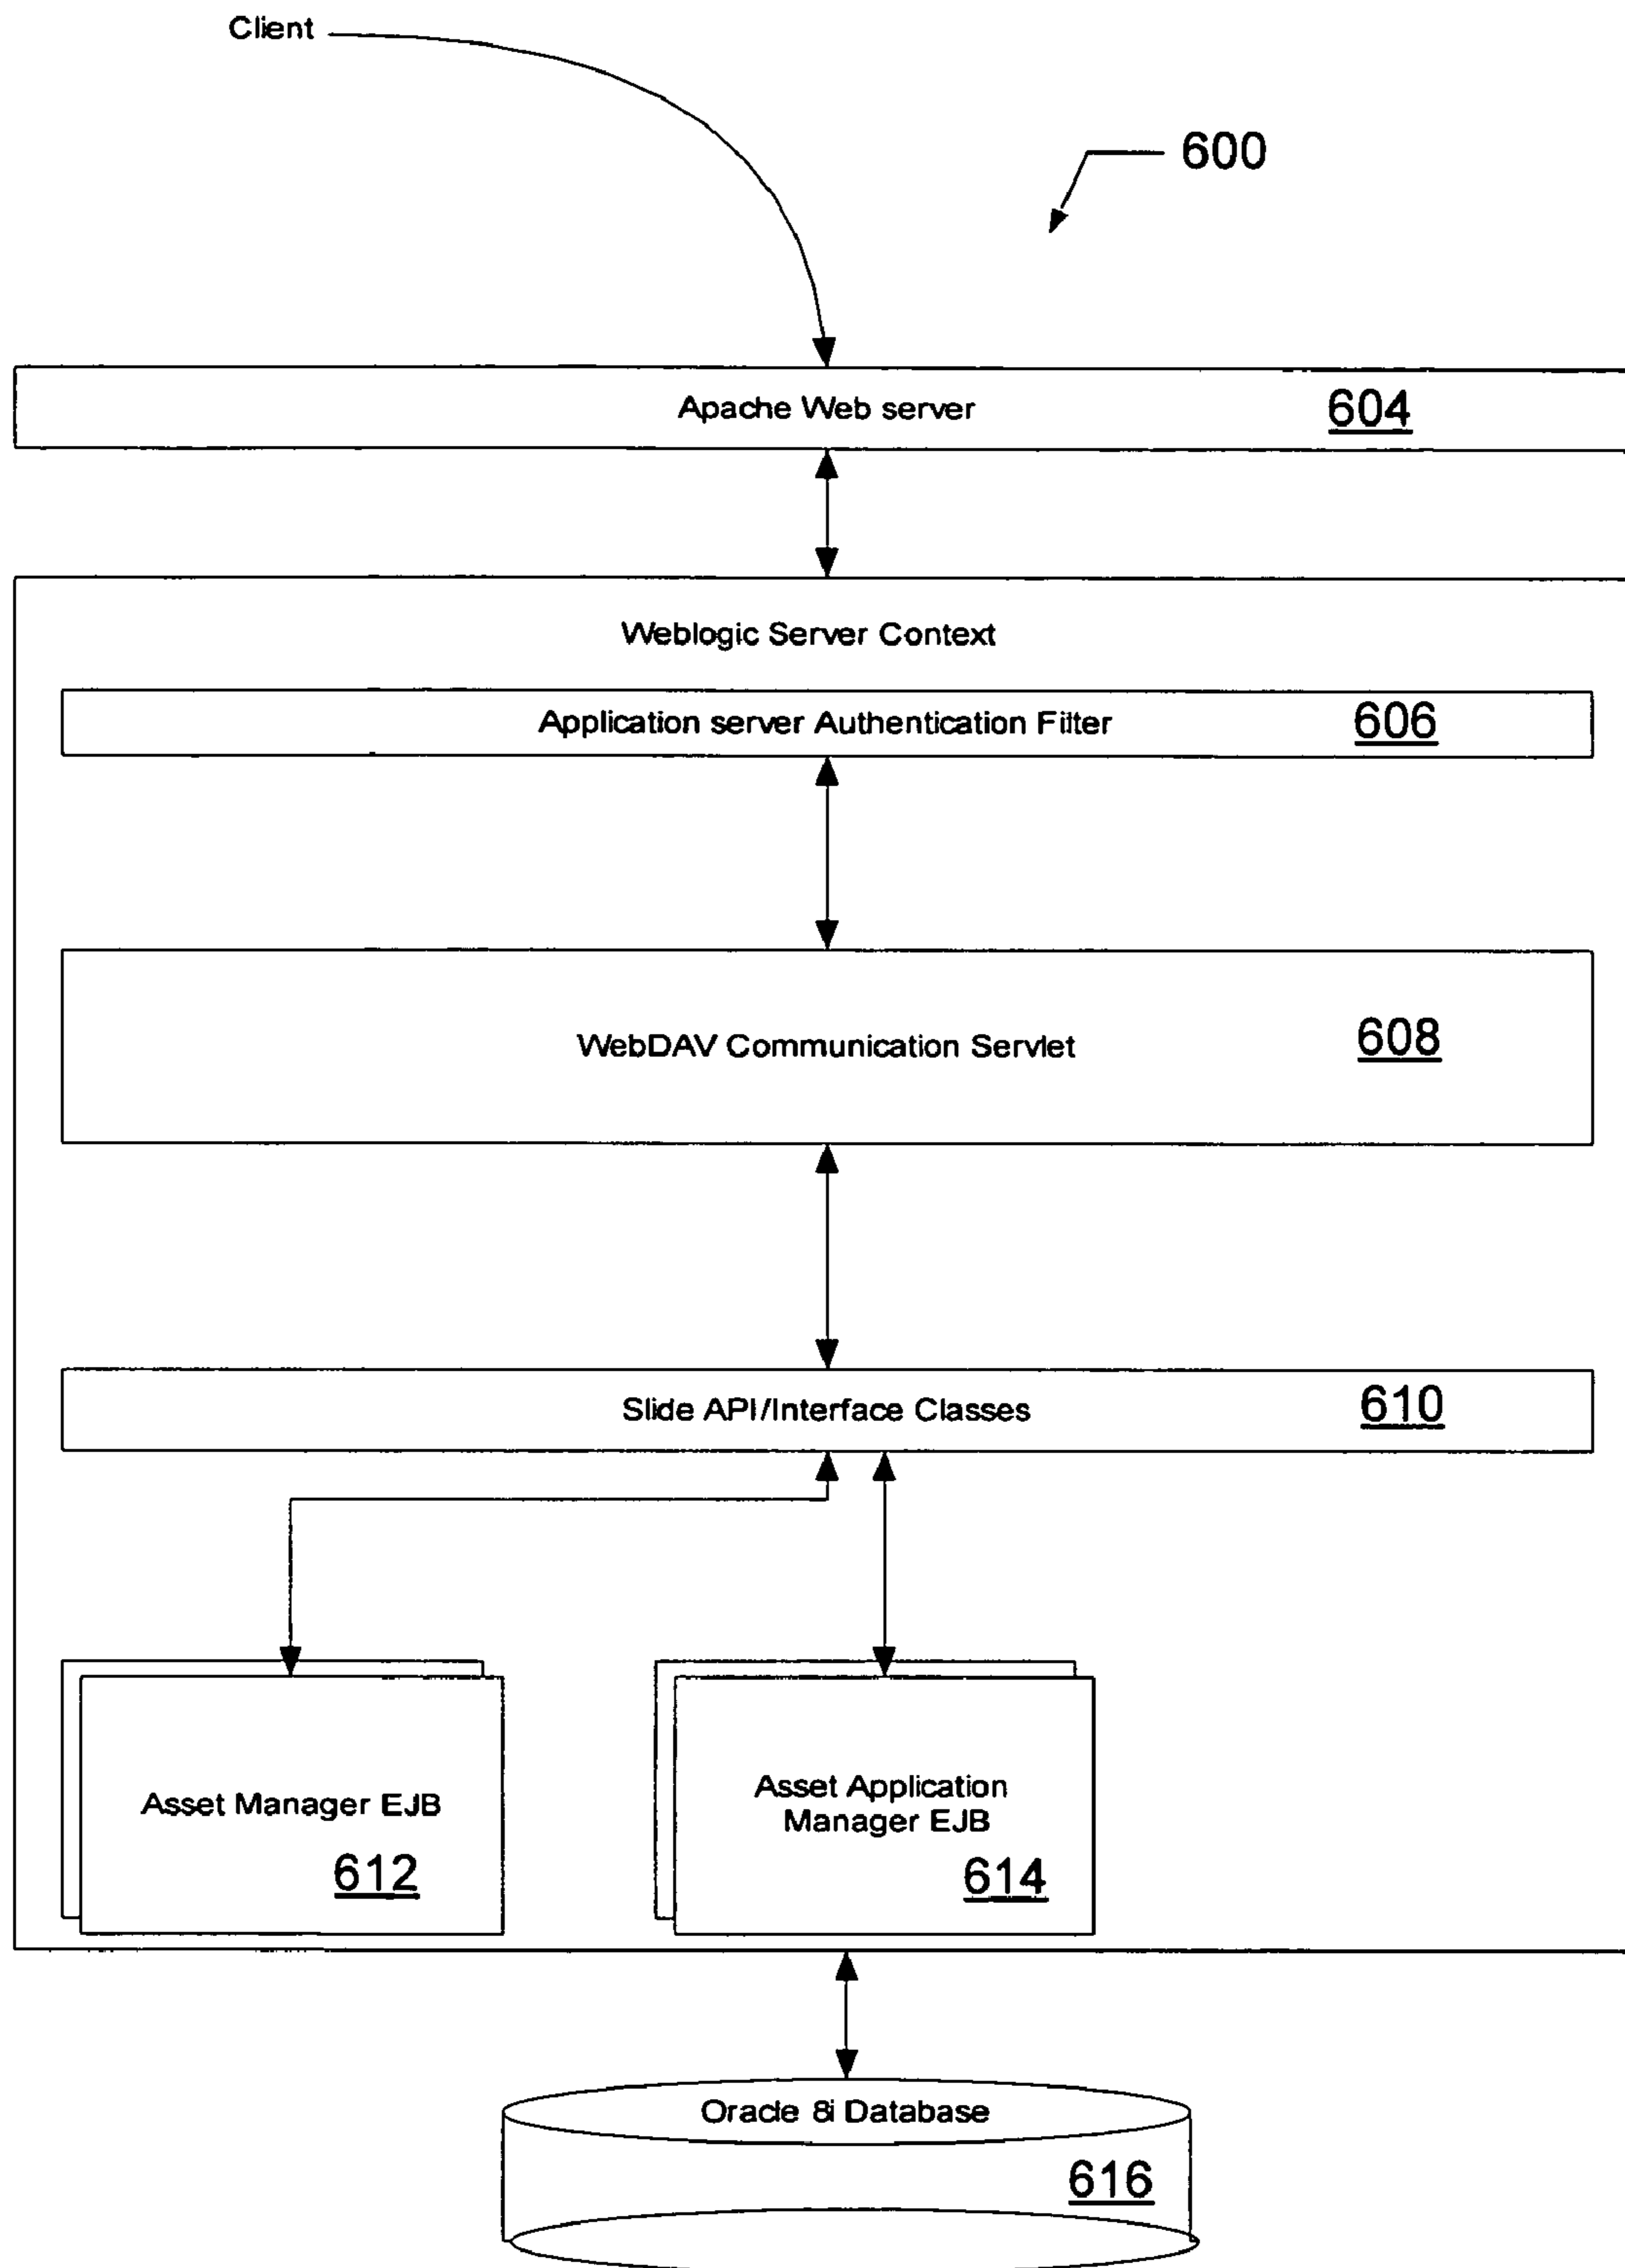 Client
600
Apache Web server 604
Weblogic Server Context
Application server Authentication Filter 606
WebDAV Communication Servlet 608
Slide API/Interface Classes 610
Asset Manager EJB
612
Asset Application
Manager EJB
614
Oracle 8i Database
616